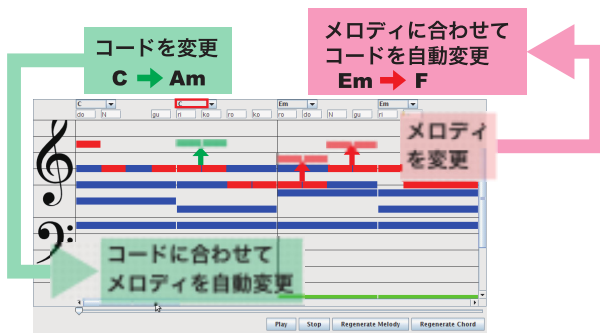 コードを変更
C → Am
メロディに合わせて
コードを自動変更
Em → F
C
C
Em
Em
do N gu ri ko ro ko ro do N gu ri
メロディ
を変更
コードに合わせて
メロディを自動変更
Play Stop Regenerate Melody Regenerate Chord